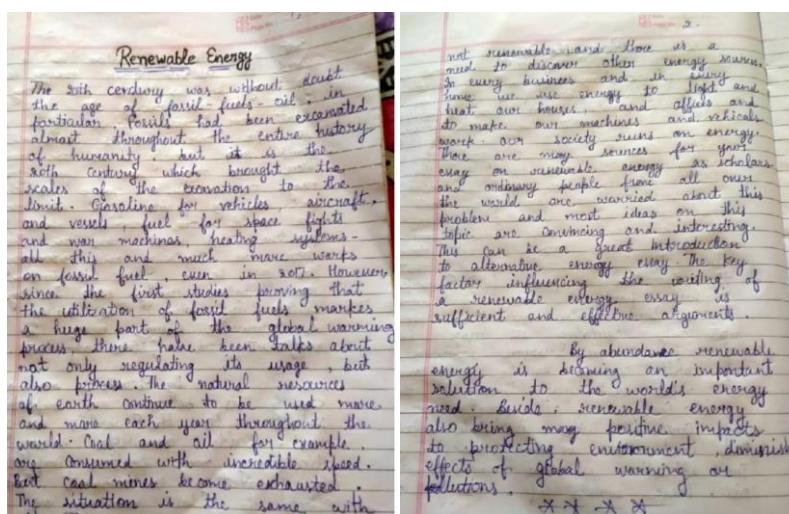 Renewable Energy
The 20th cendury was without doubt
the age of fossil-fuels-oil. in
partiular. Fossils had been excavated
almost throughout the entire history
of humanity. but it is the
20th century which brought the
scales of the excavation to the
limit. Gasoline for vehicles aircraft,
and vessels, fuel for space fights
and war machines, heating systems-
all this and much more works
on fossil fuel, even in 2017. However,
since the first studies proving that
the utilization of fossil fuels markes
a huge part of the global warming
process, there have been talks about
not only regulating its usage, but
also process. The natural resources
of earth continue to be used more
and more each year throughout the
world. Coal and oil for example
are consumed with incredible speed.
But coal mines become exhausted.
The situation is the same with
2.
not renewable and there is a
need to discover other energy sources.
In every business and in every
home we use energy to light and
heat our houses, and offices and
to make our machines and vehicals
work. our society runs on energy.
There are may sources for your
essay on renewable energy as scholars
and ordinary people from all over
the world are warried about this
problem and most ideas on this
topic are convincing and interesting.
This can be a great Introduction
to alternative energy essay. The key
factor influencing the writing of
a renewable energy essay is
sufficient and effective arguments.
By abundance renewable
energy is becaming an important
solution to the world's energy
need. Beside, renewable energy
also bring may positive impacts
to protecting environment, diminish
effects of global warning or
pollutions.